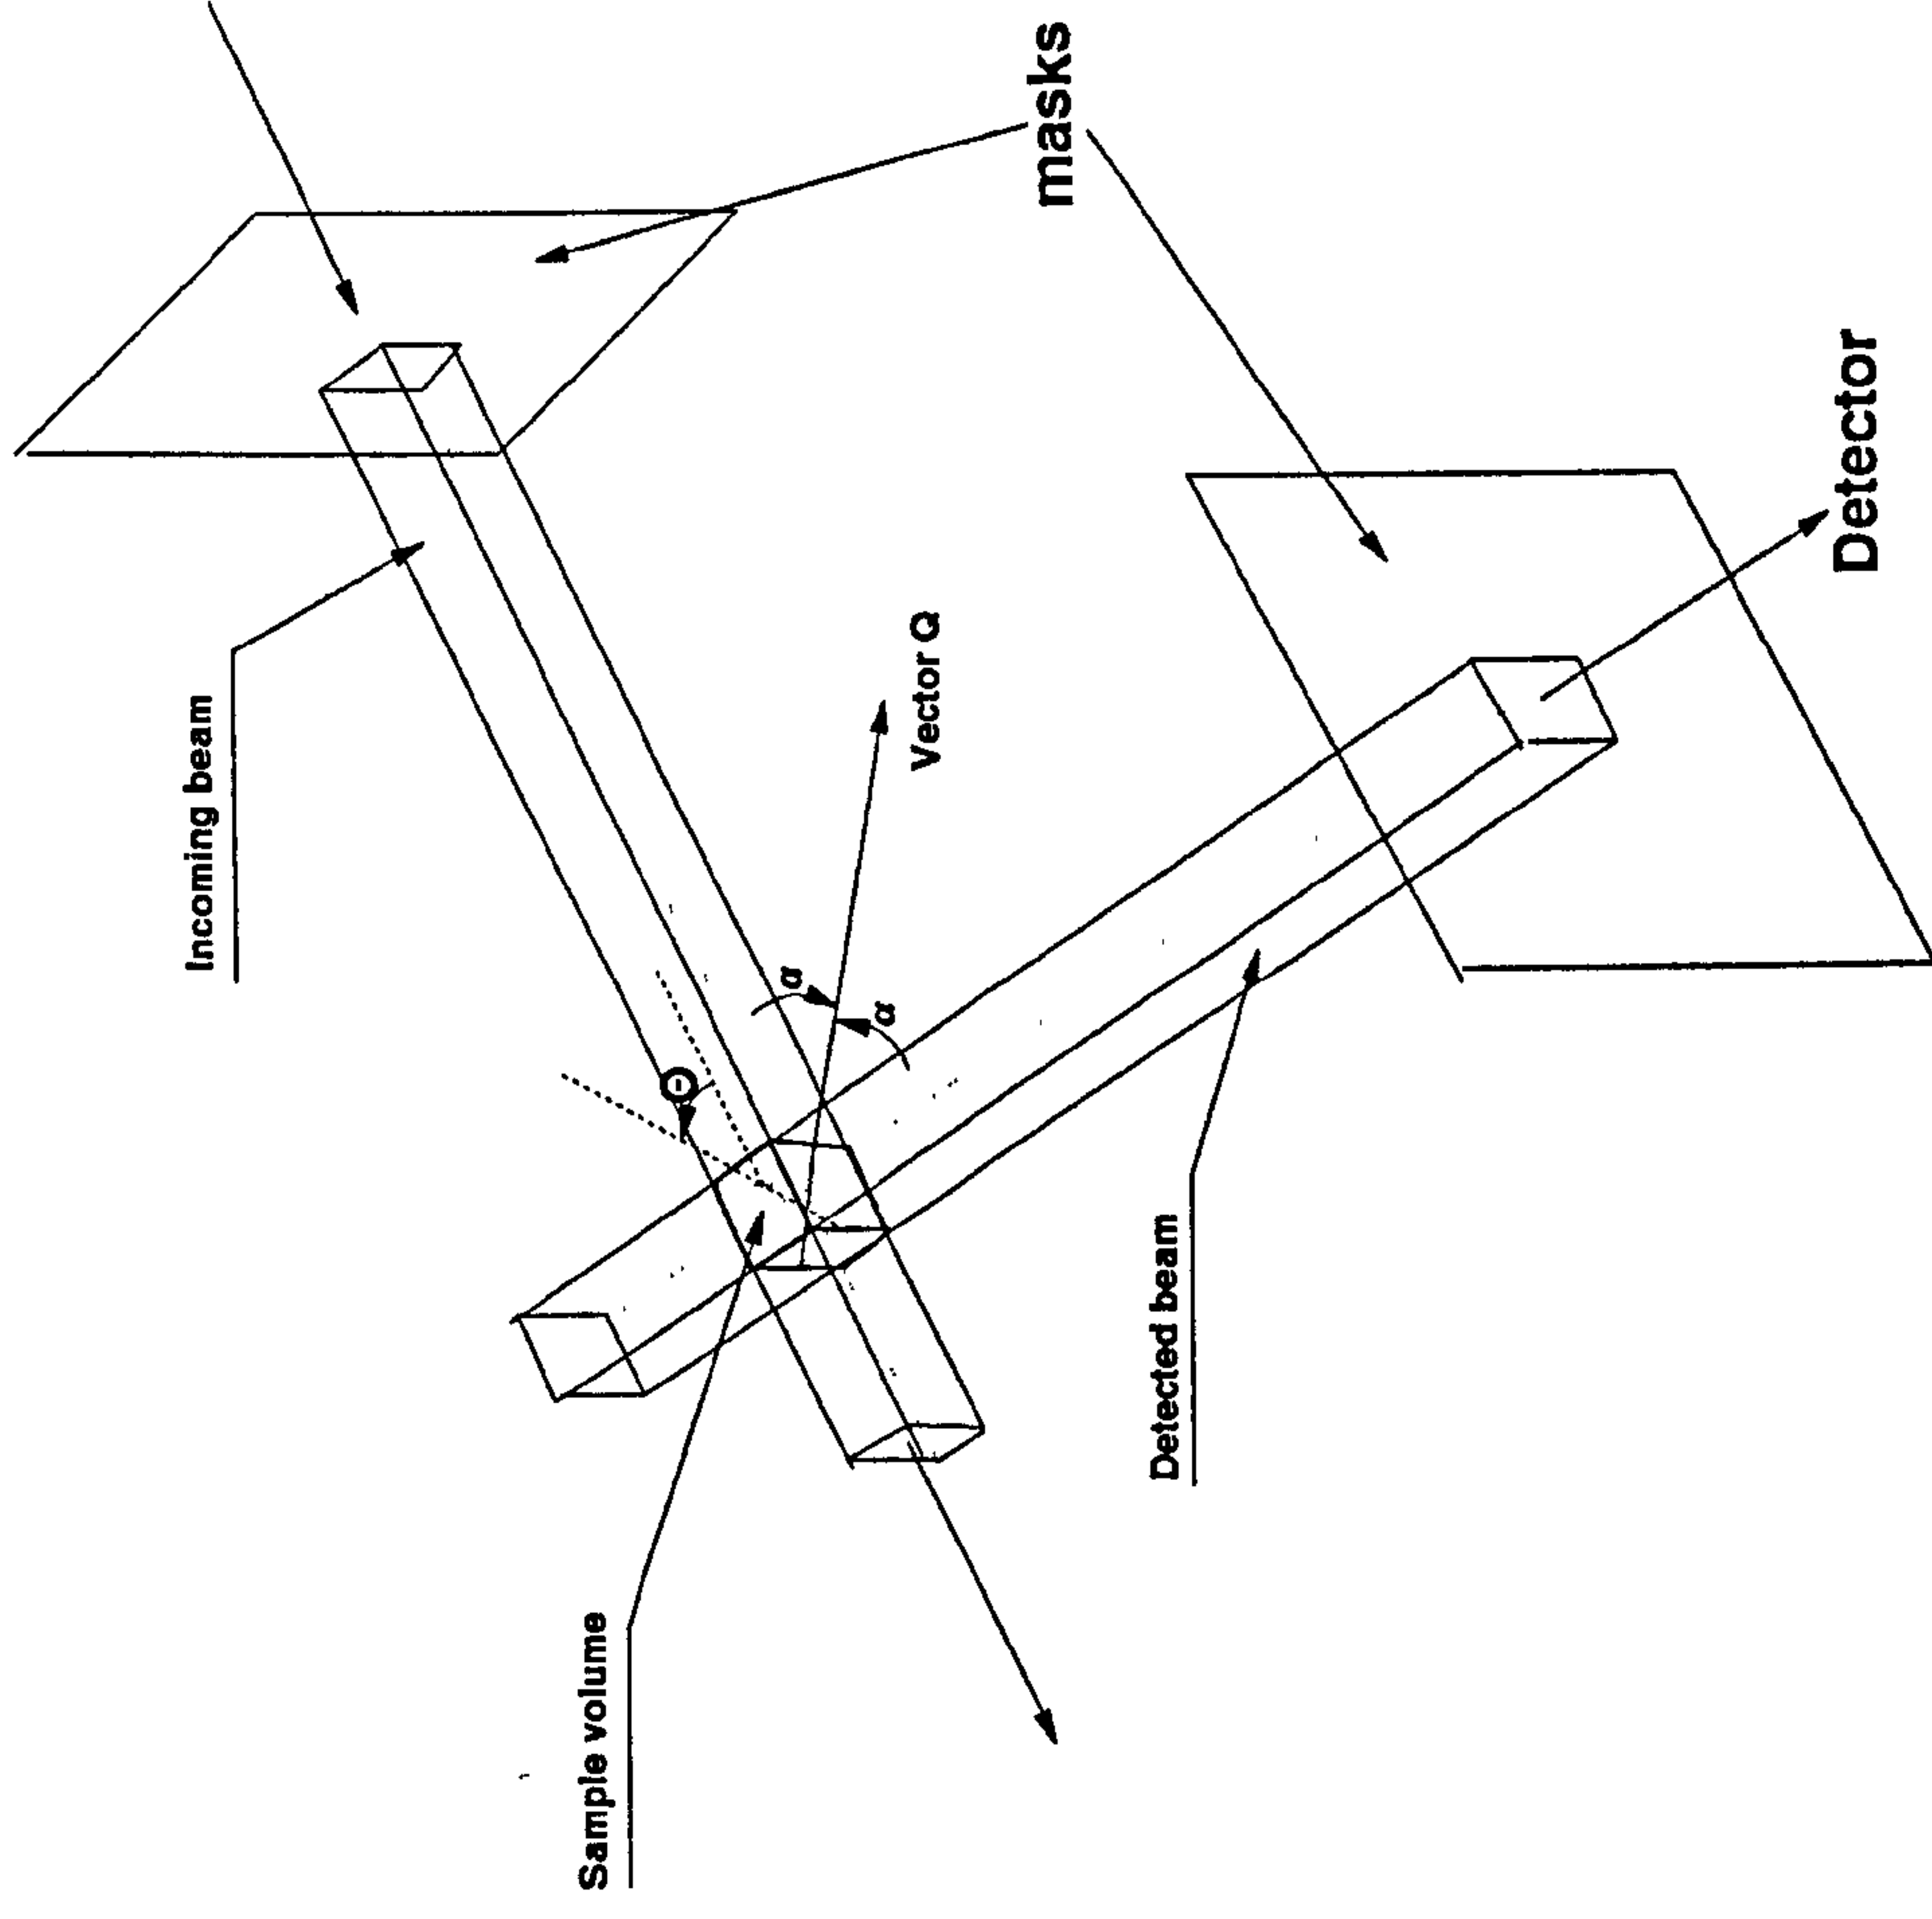 Sample volume
Incoming beam
Θ
α
α
Vector Q
Detected beam
masks
Detector